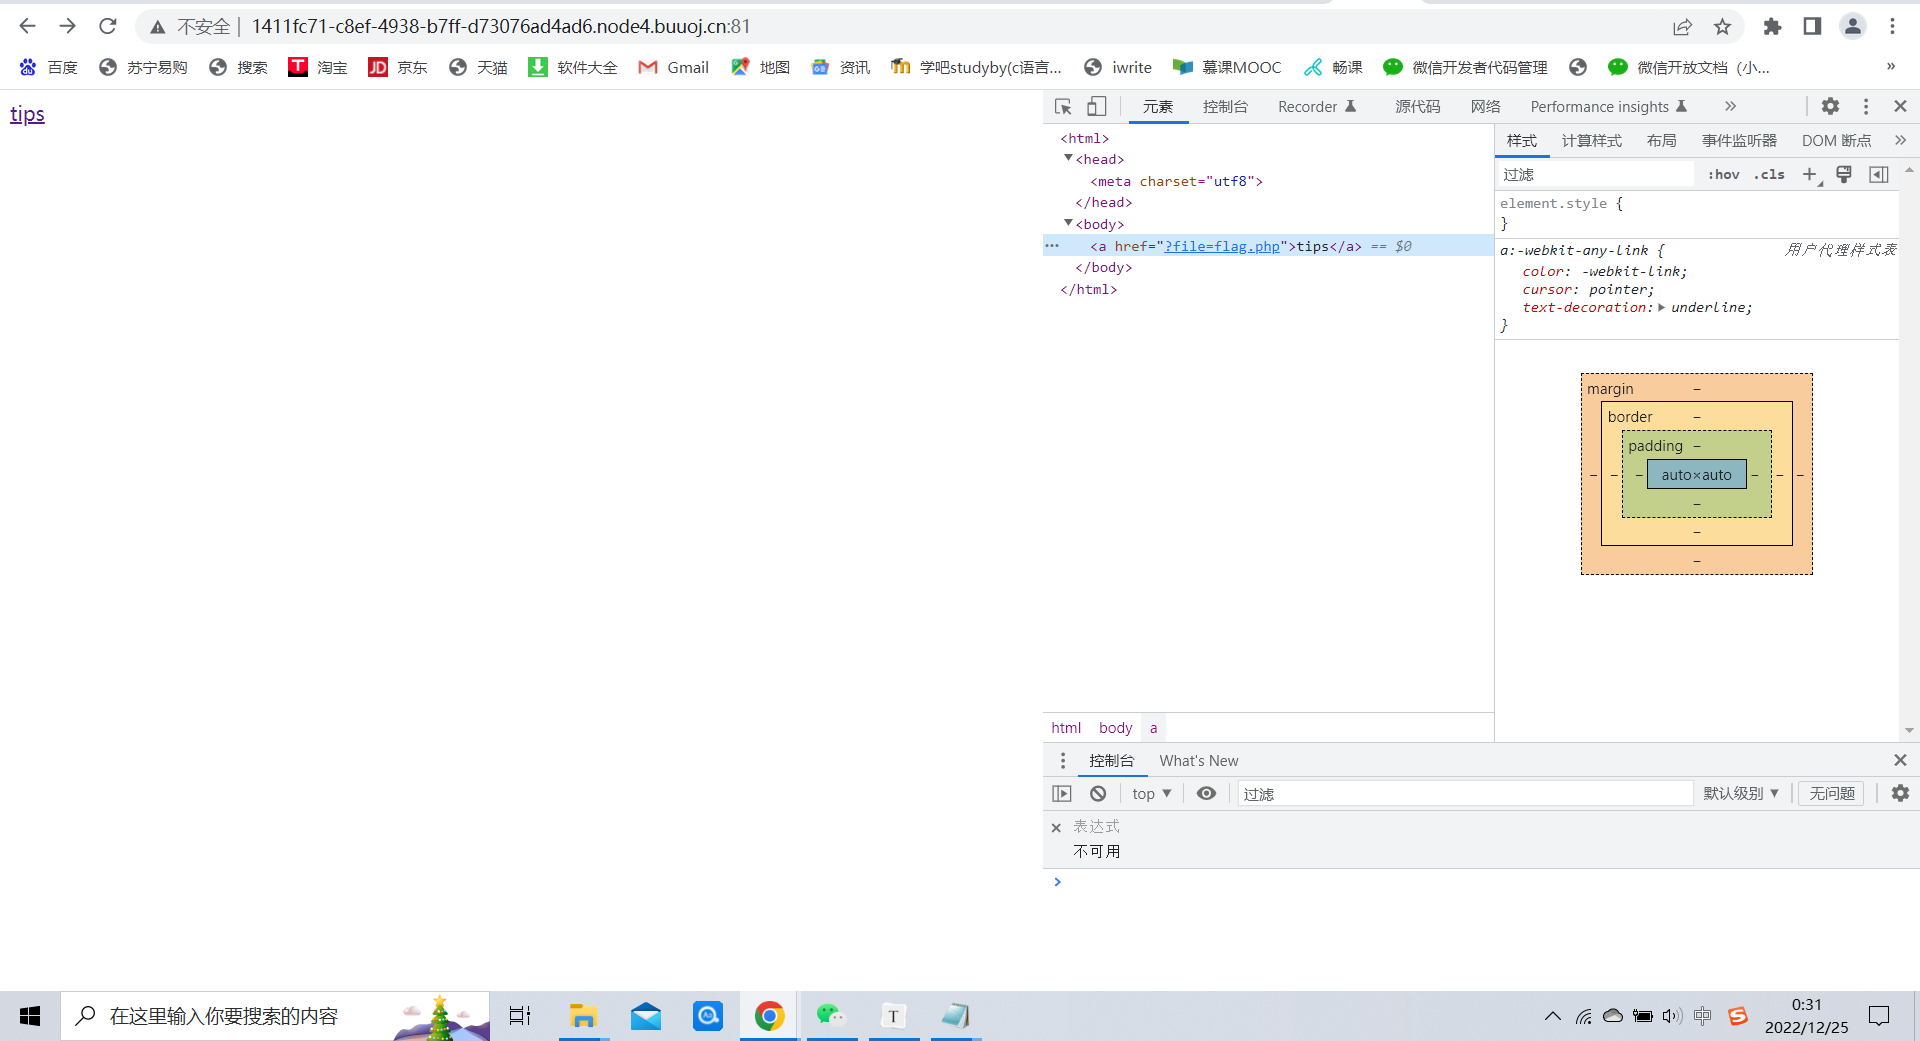 不安全 | 1411fc71-c8ef-4938-b7ff-d73076ad4ad6.node4.buuoj.cn:81
百度 苏宁易购 搜索 淘宝 京东 天猫 软件大全 Gmail 地图 资讯 学吧studyby(c语言... iwrite 慕课MOOC 畅课 微信开发者代码管理 微信开放文档（小... »
tips
元素 控制台 Recorder 源代码 网络 Performance insights »
<html>
<head>
<meta charset="utf8">
</head>
<body>
<a href="?file=flag.php">tips</a> == $0
</body>
</html>
html body a
样式 计算样式 布局 事件监听器 DOM 断点 »
过滤 :hov .cls
element.style {
}
a:-webkit-any-link { 用户代理样式表
color: -webkit-link;
cursor: pointer;
text-decoration: underline;
}
margin –
border –
padding –
– – – auto×auto – – –
–
–
–
控制台 What's New
top 过滤 默认级别 无问题
表达式
不可用
在这里输入你要搜索的内容
中
0:31
2022/12/25